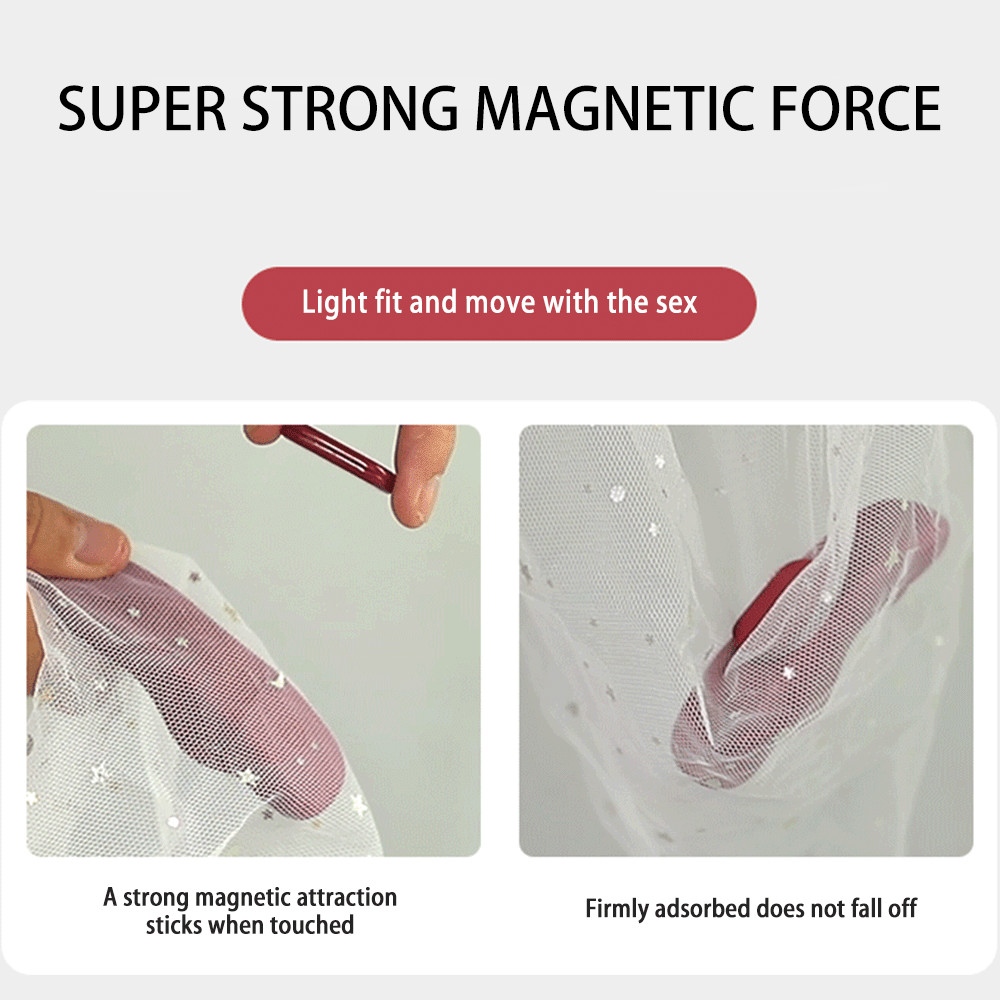 SUPER STRONG MAGNETIC FORCE
Light fit and move with the sex
A strong magnetic attraction
sticks when touched
Firmly adsorbed does not fall off